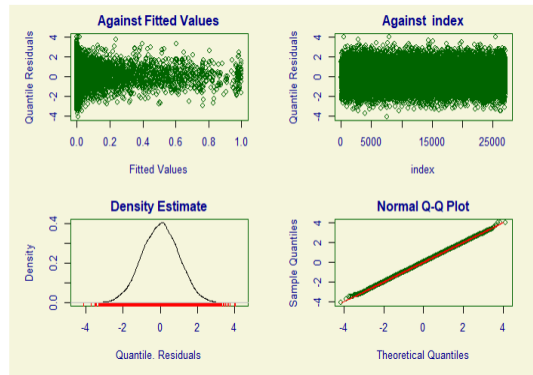 Against Fitted Values
Quantile Residuals
-4 -2 0 2 4
0.0 0.2 0.4 0.6 0.8 1.0
Fitted Values
Against index
Quantile Residuals
-4 -2 0 2 4
0 5000 15000 25000
index
Density Estimate
Density
0.0 0.2 0.4
-4 -2 0 2 4
Quantile. Residuals
Normal Q-Q Plot
Sample Quantiles
-4 -2 0 2 4
-4 -2 0 2 4
Theoretical Quantiles